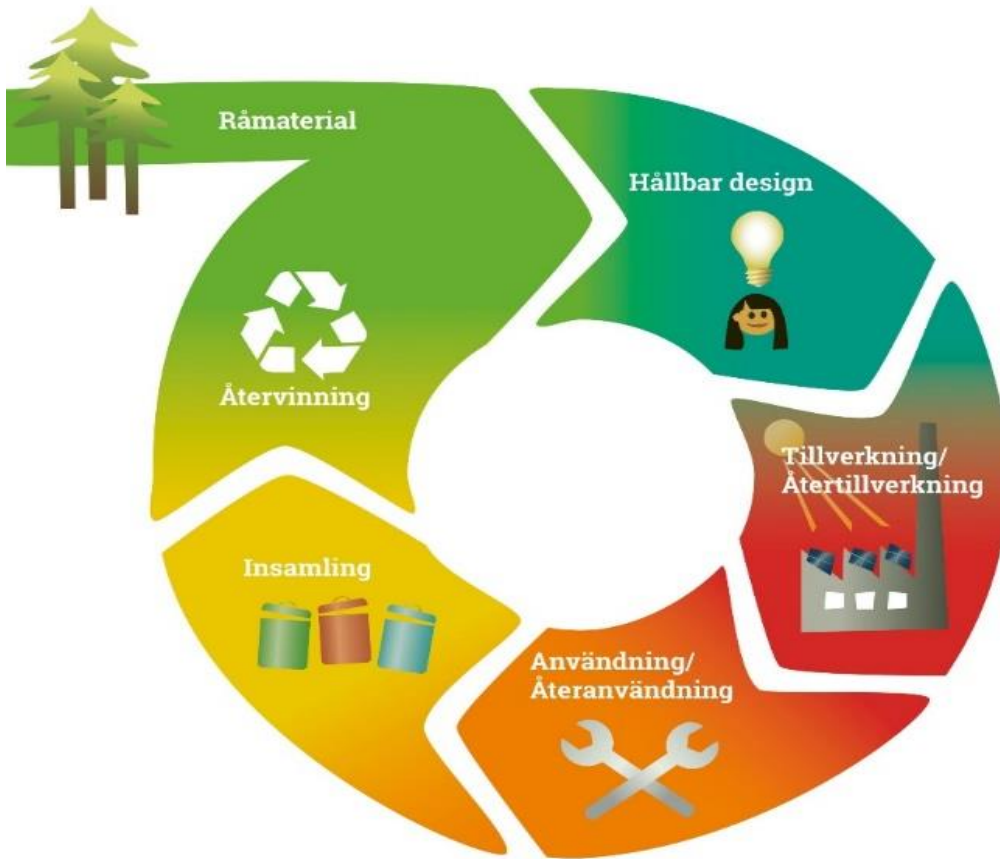 Råmaterial
Hållbar design
Tillverkning/
Återtillverkning
Användning/
Återanvändning
Insamling
Återvinning